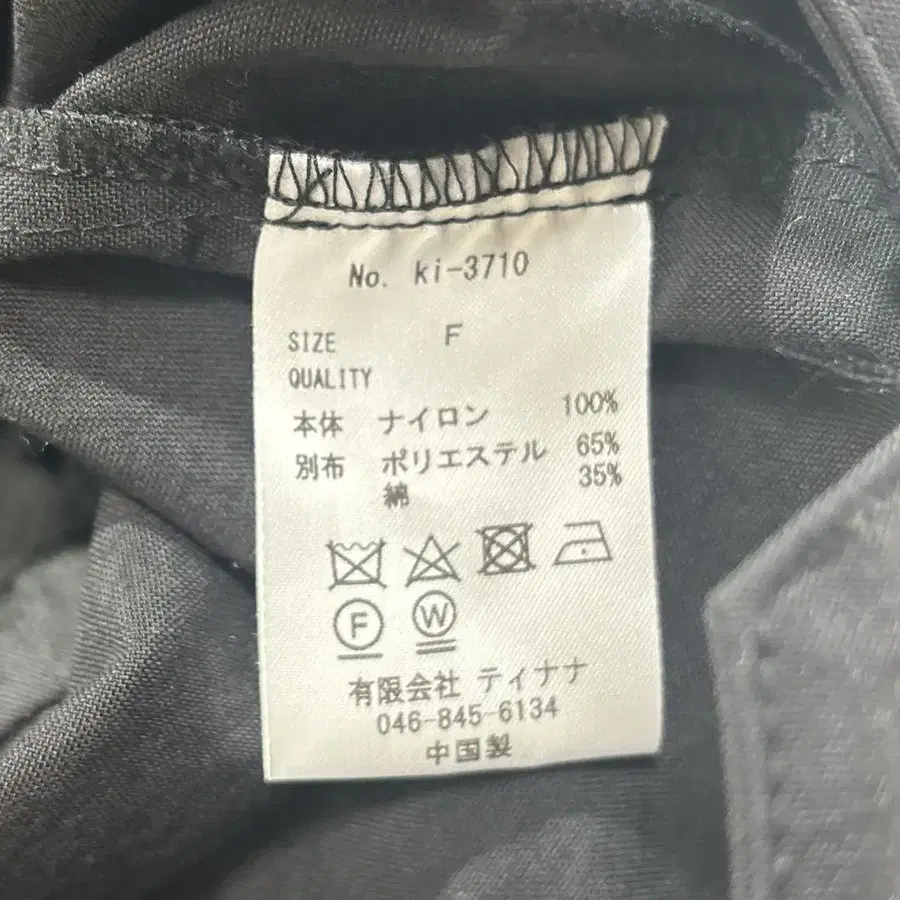 No. ki-3710
SIZE F
QUALITY
本体 ナイロン 100%
別布 ポリエステル 65%
綿 35%
F W
有限会社 ティナナ
046-845-6134
中国製